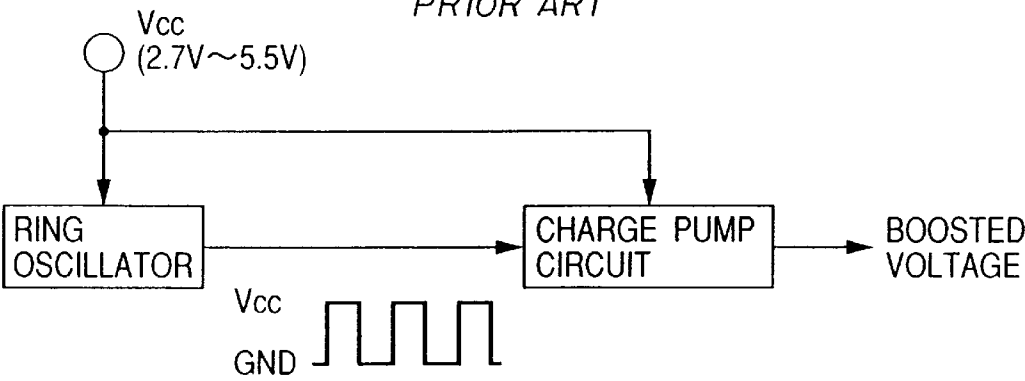 PRIOR ART
Vcc
(2.7V~5.5V)
RING
OSCILLATOR
CHARGE PUMP
CIRCUIT
BOOSTED
VOLTAGE
Vcc
GND